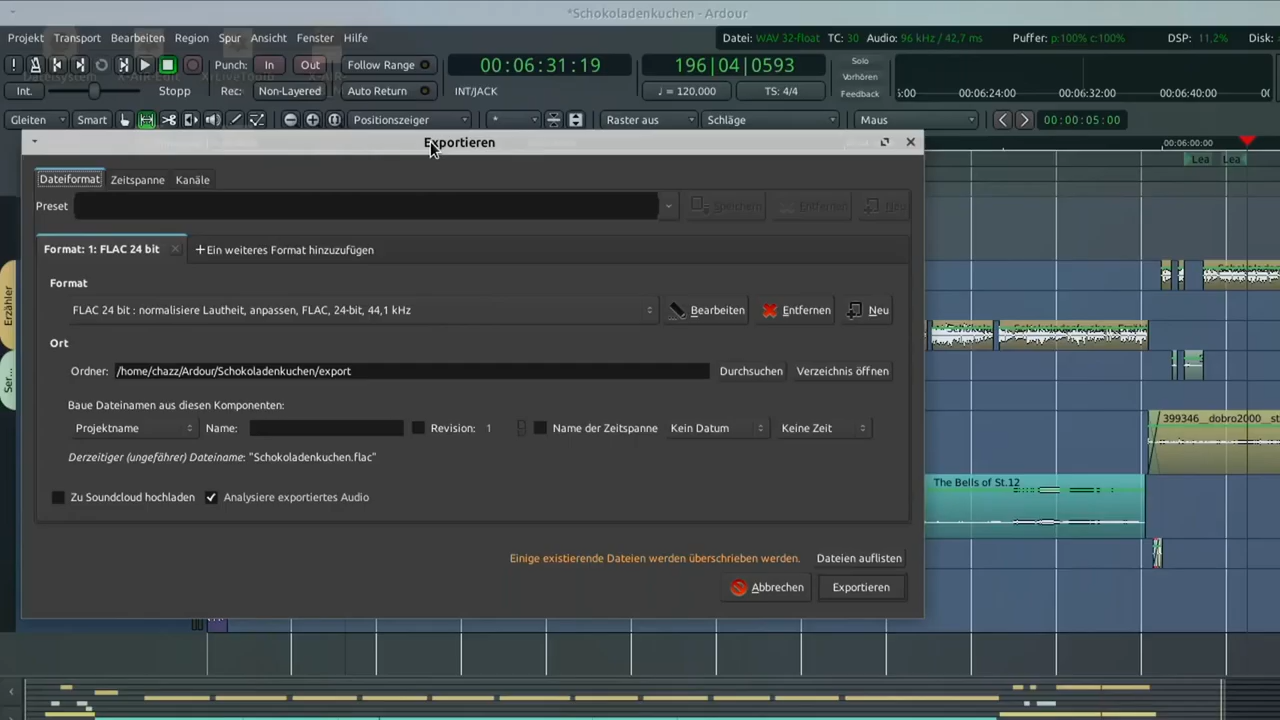 *Schokoladenkuchen - Ardour
Projekt Transport Bearbeiten Region Spur Ansicht Fenster Hilfe
Datei: WAV 32-float TC: 30 Audio: 96 kHz / 42,7 ms Puffer: p:100% c:100% DSP: 11,2% Disk:
Punch: In Out Follow Range
00:06:31:19
196|04|0593
Solo
Vorhören
Feedback
Int. Stopp Rec: Non-Layered Auto Return INT/JACK
♩ = 120,000 TS: 4/4
:00 00:06:24:00 00:06:32:00 00:06:40:00
Gleiten Smart Positionszeiger * Raster aus Schläge Maus 00:00:05:00
Exportieren
00:06:00:00
Lea Lea
Dateiformat Zeitspanne Kanäle
Preset Speichern Entfernen Neu
Format: 1: FLAC 24 bit +Ein weiteres Format hinzuzufügen
Format
FLAC 24 bit : normalisiere Lautheit, anpassen, FLAC, 24-bit, 44,1 kHz Bearbeiten Entfernen Neu
Ort
Ordner: /home/chazz/Ardour/Schokoladenkuchen/export Durchsuchen Verzeichnis öffnen
Baue Dateinamen aus diesen Komponenten:
Projektname Name: Revision: 1 Name der Zeitspanne Kein Datum Keine Zeit
Derzeitiger (ungefährer) Dateiname: "Schokoladenkuchen.flac"
Zu Soundcloud hochladen Analysiere exportiertes Audio
Einige existierende Dateien werden überschrieben werden. Dateien auflisten
Abbrechen Exportieren
Erzähler
Ser...
399346__dobro2000__st
The Bells of St.12